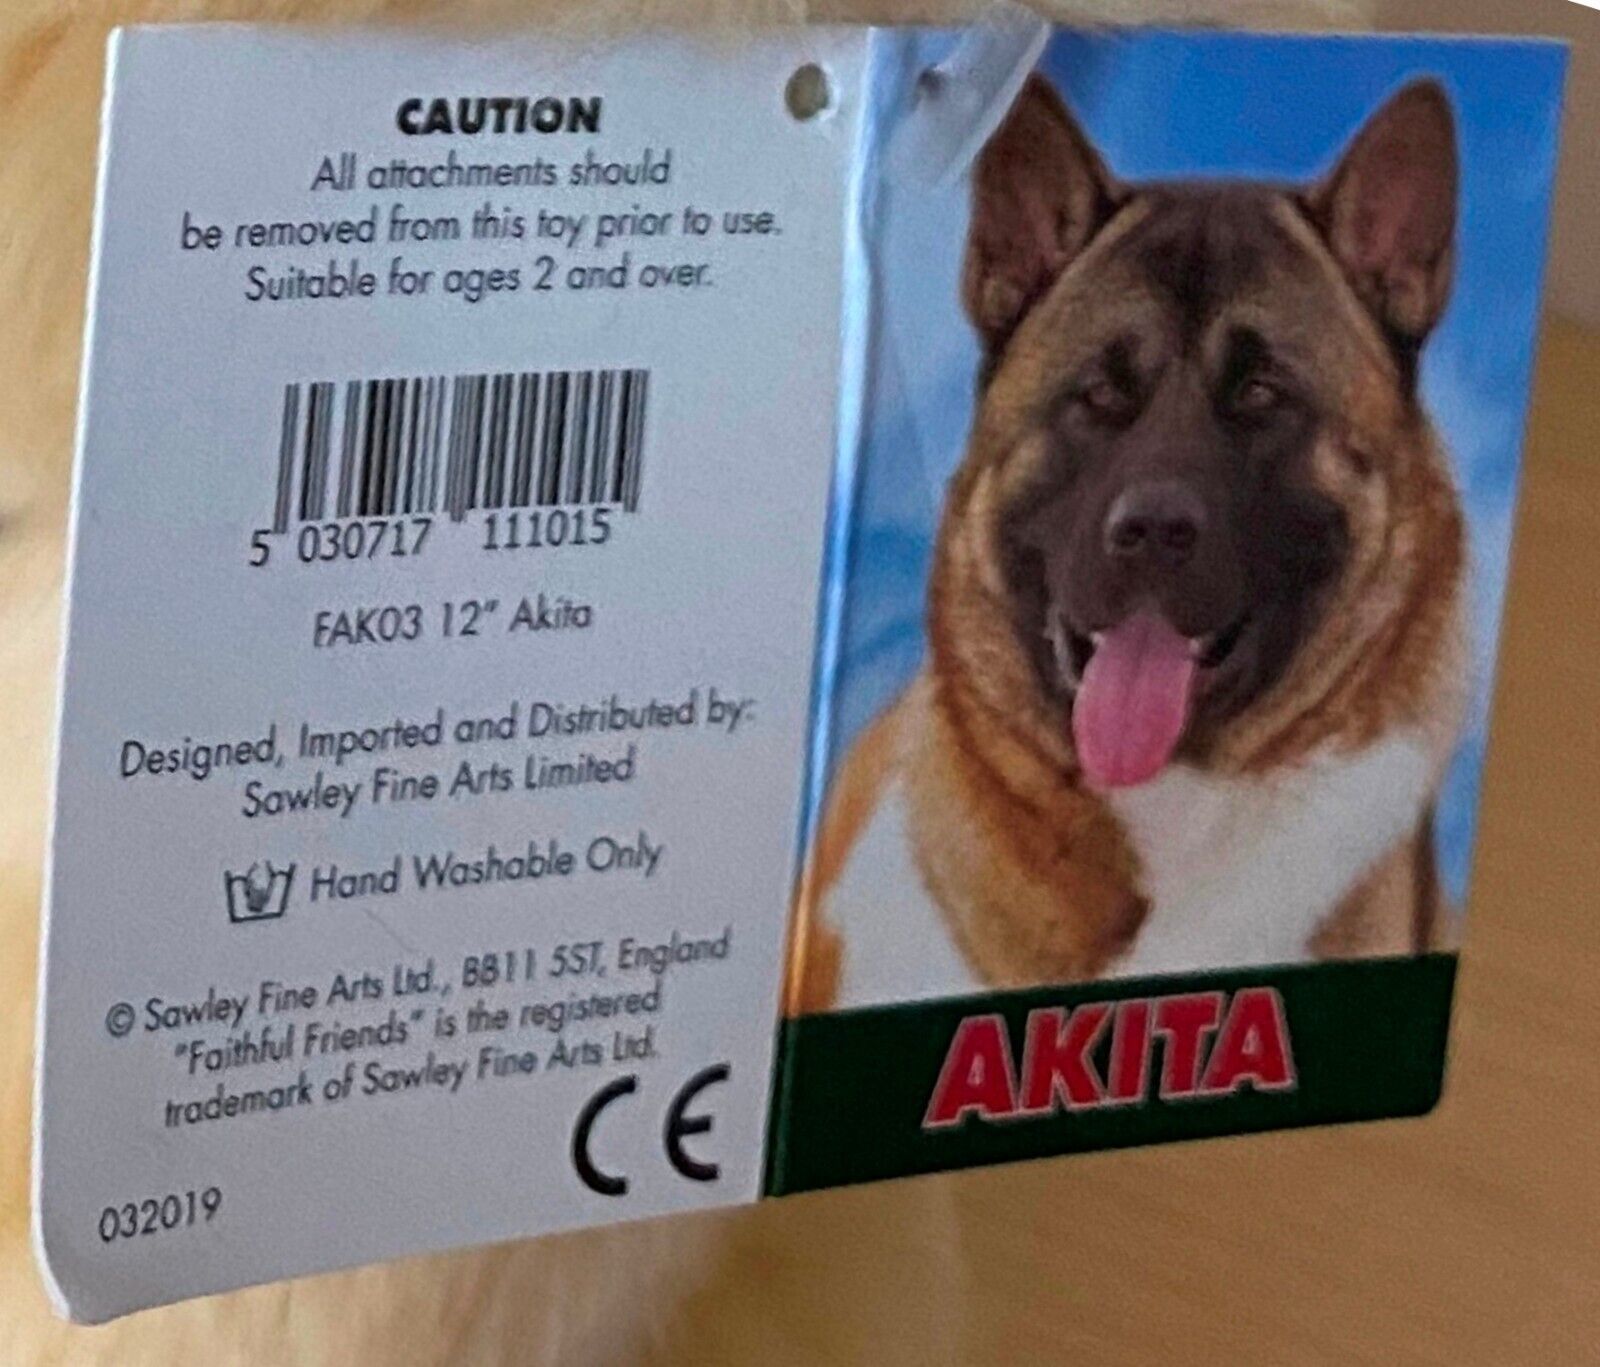 CAUTION
All attachments should
be removed from this toy prior to use.
Suitable for ages 2 and over.
5 030717 111015
FAK03 12" Akita
Designed, Imported and Distributed by:
Sawley Fine Arts Limited
Hand Washable Only
© Sawley Fine Arts Ltd., BB11 5ST, England
"Faithful Friends" is the registered
trademark of Sawley Fine Arts Ltd.
CE
032019
AKITA